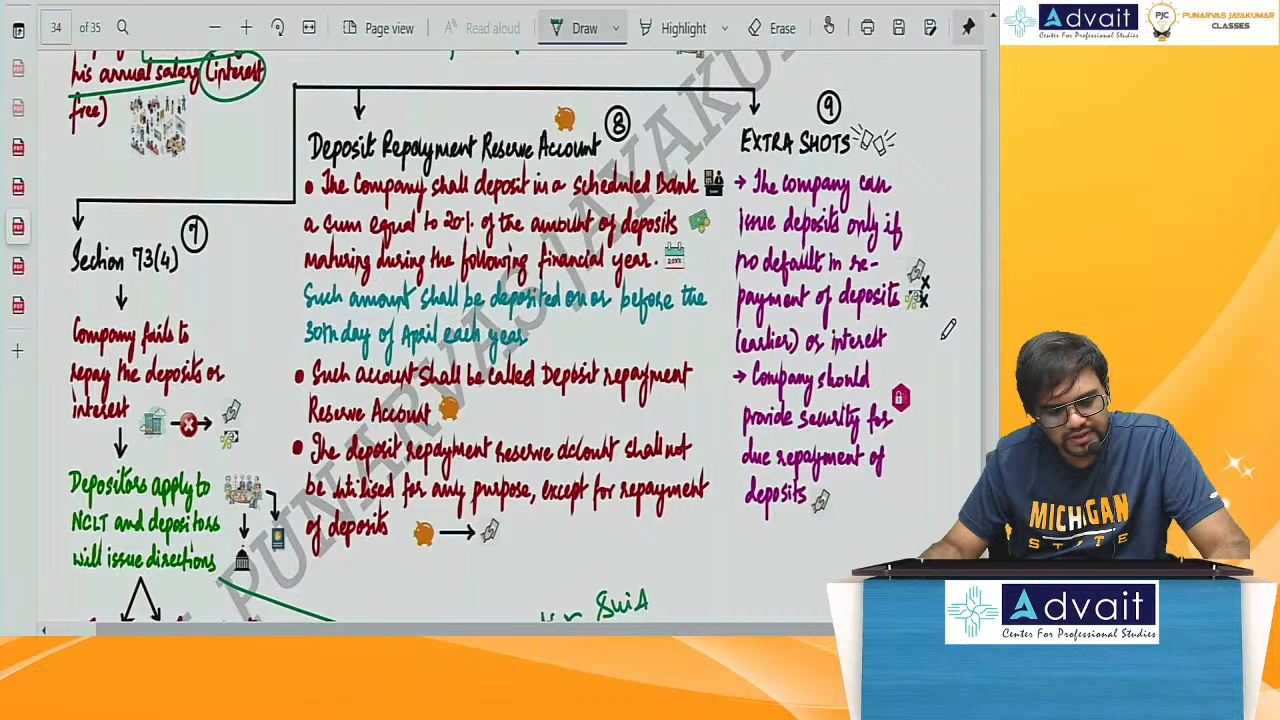 34 of 35
Page view
Read aloud
Draw
Highlight
Erase
Advait
Center For Professional Studies
PJC
PUNARVAS JAYAKUMAR
CLASSES
his annual salary (interest
free)
7
Section 73(4)
Company fails to
repay the deposits or
interest
Depositors apply to
NCLT and depositors
will issue directions
8
Deposit Repayment Reserve Account
• The Company shall deposit in a scheduled Bank
a sum equal to 20% of the amount of deposits
maturing during the following financial year.
Such amount shall be deposited on or before the
30th day of April each year
• Such account shall be called Deposit repayment
Reserve Account
• The deposit repayment reserve account shall not
be utilised for any purpose, except for repayment
of deposits
9
EXTRA SHOTS
→ The company can
issue deposits only if
no default in re-
payment of deposits
(earlier) or interest
→ Company should
provide security for
due repayment of
deposits
PUNARVAS JAYAKU
MICHIGAN
STATE
Advait
Center For Professional Studies